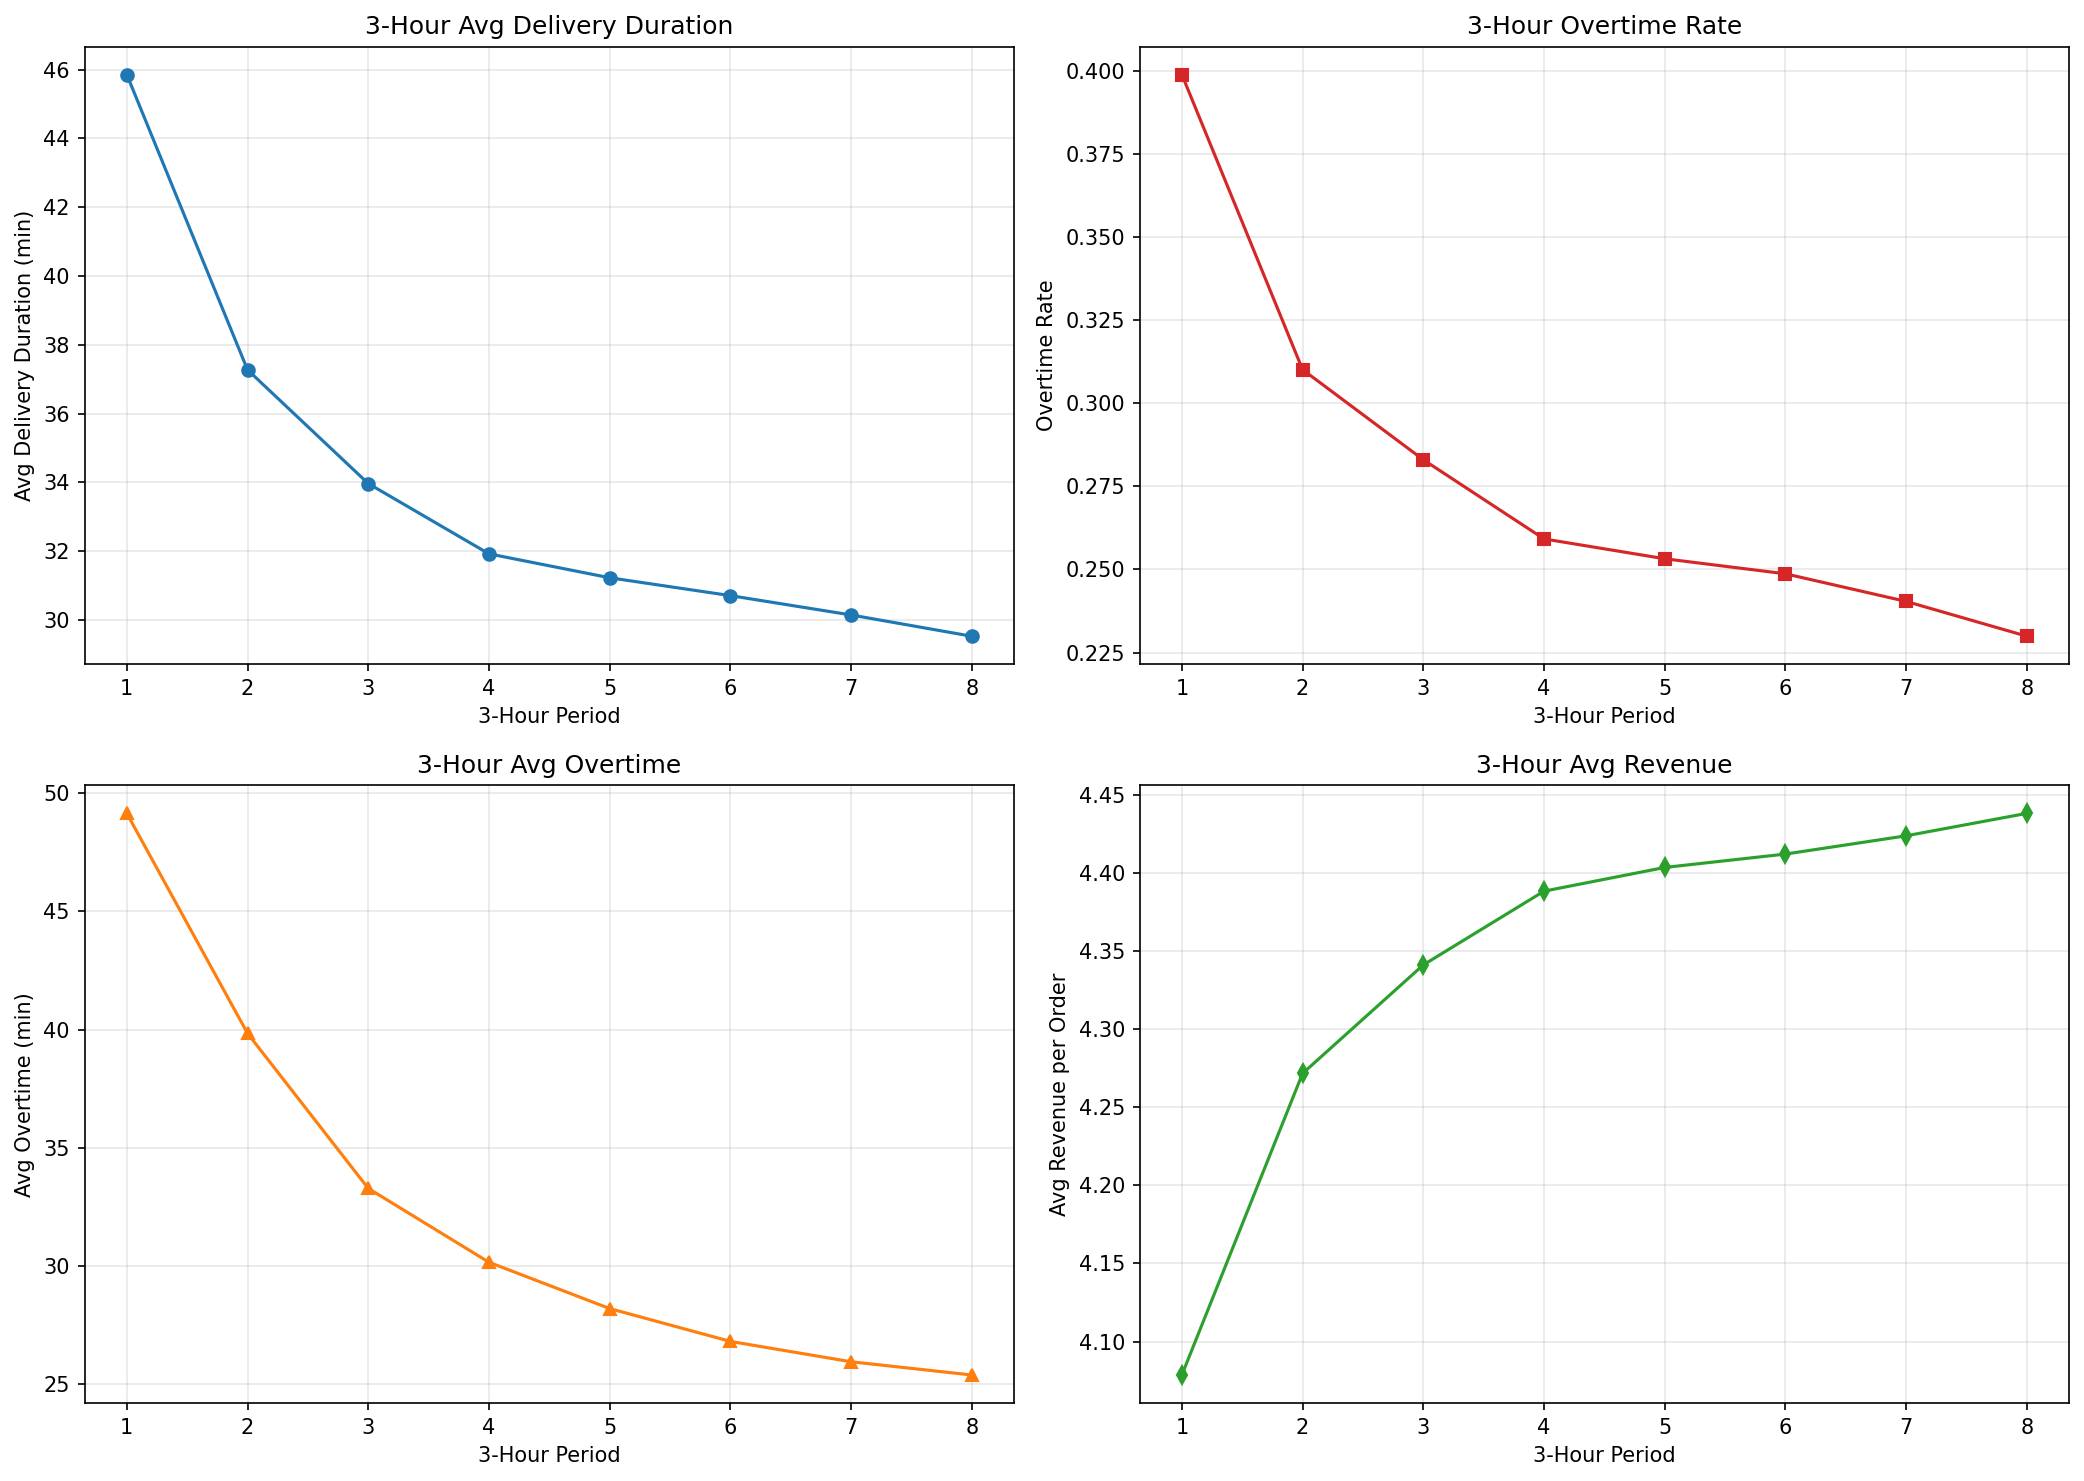 3-Hour Avg Delivery Duration
Avg Delivery Duration (min)
46
44
42
40
38
36
34
32
30
1 2 3 4 5 6 7 8
3-Hour Period
3-Hour Overtime Rate
Overtime Rate
0.400
0.375
0.350
0.325
0.300
0.275
0.250
0.225
1 2 3 4 5 6 7 8
3-Hour Period
3-Hour Avg Overtime
Avg Overtime (min)
50
45
40
35
30
25
1 2 3 4 5 6 7 8
3-Hour Period
3-Hour Avg Revenue
Avg Revenue per Order
4.45
4.40
4.35
4.30
4.25
4.20
4.15
4.10
1 2 3 4 5 6 7 8
3-Hour Period